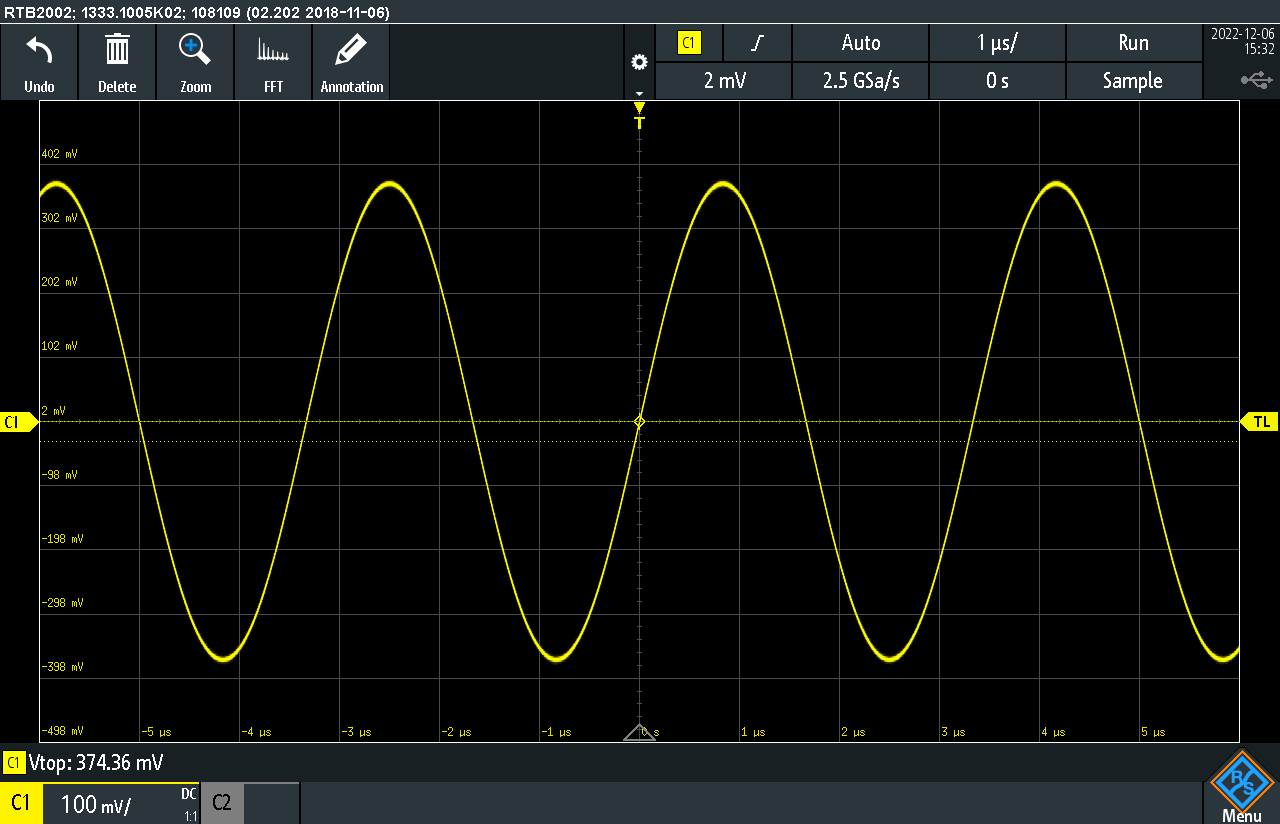 RTB2002; 1333.1005K02; 108109 (02.202 2018-11-06)
Undo
Delete
Zoom
FFT
Annotation
C1
Auto
1 µs/
Run
2 mV
2.5 GSa/s
0 s
Sample
2022-12-06
15:32
T
402 mV
302 mV
202 mV
102 mV
2 mV
-98 mV
-198 mV
-298 mV
-398 mV
-498 mV
C1
TL
-5 µs
-4 µs
-3 µs
-2 µs
-1 µs
0 s
1 µs
2 µs
3 µs
4 µs
5 µs
C1 Vtop: 374.36 mV
C1
100 mV/
DC
1:1
C2
R
S
Menu